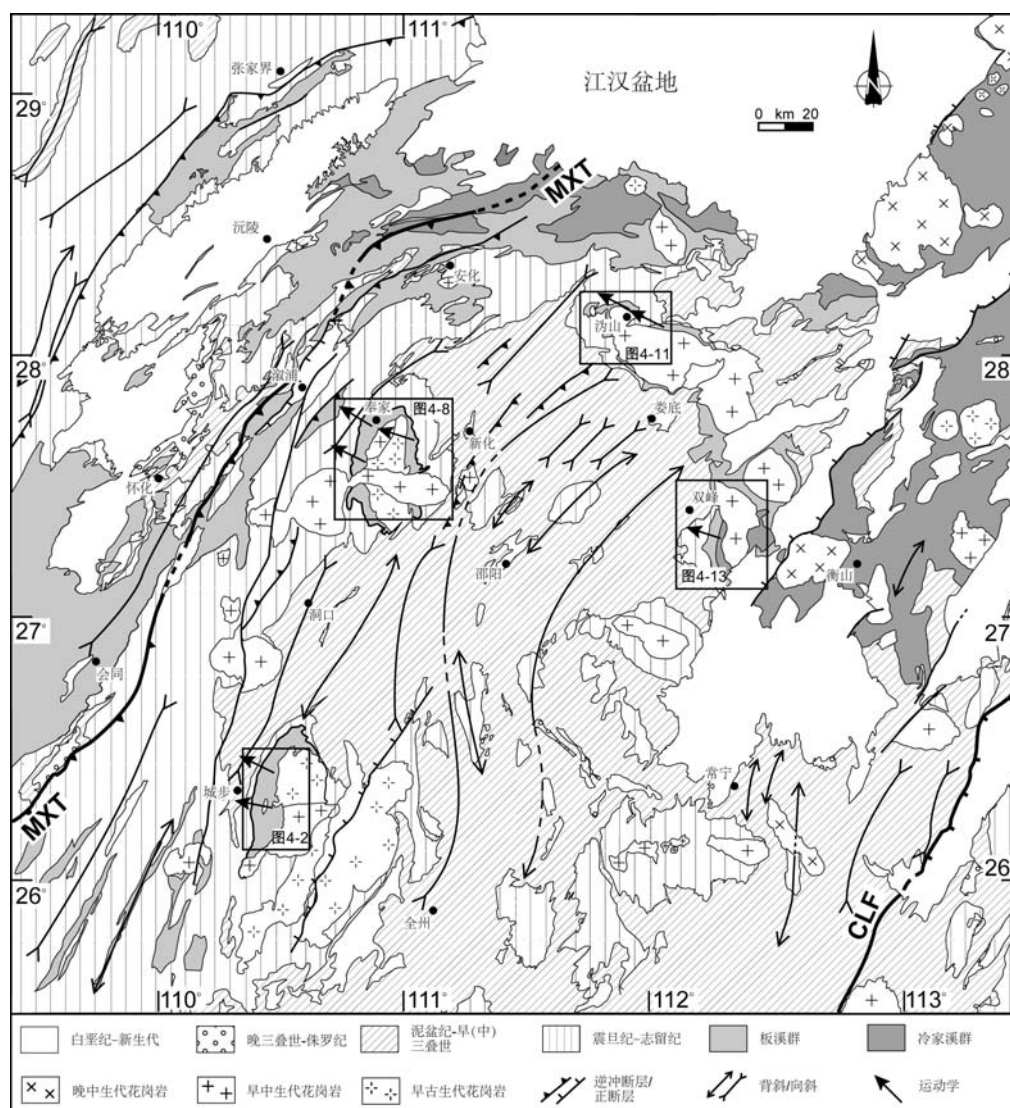 110°
111°
张家界
江汉盆地
N
0 km 20
29°
沅陵
MXT
安化
沩山
图4-11
28°
28
溆浦
奉家
图4-8
新化
娄底
怀化
双峰
邵阳
图4-13
衡山
洞口
27°
27
会同
常宁
城步
图4-2
MXT
26°
26
全州
CLF
110°
111°
112°
113°
白垩纪-新生代
晚三叠世-侏罗纪
泥盆纪-早(中)
三叠世
震旦纪-志留纪
板溪群
冷家溪群
晚中生代花岗岩
早中生代花岗岩
早古生代花岗岩
逆冲断层/
正断层
背斜/向斜
运动学